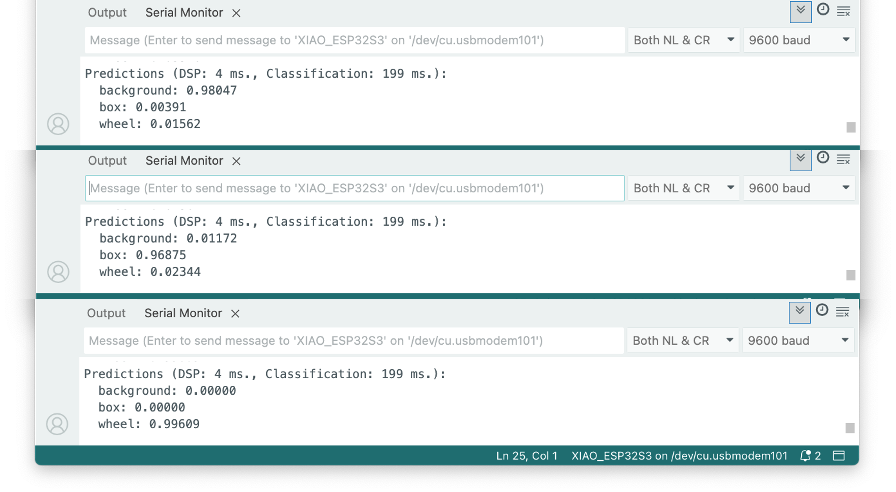 Output Serial Monitor ×
Message (Enter to send message to 'XIAO_ESP32S3' on '/dev/cu.usbmodem101') Both NL & CR 9600 baud
Predictions (DSP: 4 ms., Classification: 199 ms.):
background: 0.98047
box: 0.00391
wheel: 0.01562
Output Serial Monitor ×
Message (Enter to send message to 'XIAO_ESP32S3' on '/dev/cu.usbmodem101') Both NL & CR 9600 baud
Predictions (DSP: 4 ms., Classification: 199 ms.):
background: 0.01172
box: 0.96875
wheel: 0.02344
Output Serial Monitor ×
Message (Enter to send message to 'XIAO_ESP32S3' on '/dev/cu.usbmodem101') Both NL & CR 9600 baud
Predictions (DSP: 4 ms., Classification: 199 ms.):
background: 0.00000
box: 0.00000
wheel: 0.99609
Ln 25, Col 1 XIAO_ESP32S3 on /dev/cu.usbmodem101 2